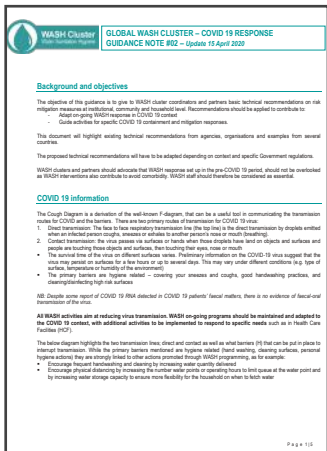 WASH Cluster
Water Sanitation Hygiene
GLOBAL WASH CLUSTER – COVID 19 RESPONSE
GUIDANCE NOTE #02 – Update 15 April 2020
Background and objectives
The objective of this guidance is to give to WASH cluster coordinators and partners basic technical recommendations on risk
mitigation measures at institutional, community and household level. Recommendations should be applied to contribute to:
- Adapt on-going WASH response in COVID 19 context
- Guide activities for specific COVID 19 containment and mitigation responses.
This document will highlight existing technical recommendations from agencies, organisations and examples from several
countries.
The proposed technical recommendations will have to be adapted depending on context and specific Government regulations.
WASH clusters and partners should advocate that WASH response set up in the pre-COVID 19 period, should not be overlooked
as WASH interventions also contribute to avoid comorbidity. WASH staff should therefore be considered as essential.
COVID 19 information
The Cough Diagram is a derivation of the well-known F-diagram, that can be a useful tool in communicating the transmission
routes for COVID and the barriers. There are two primary routes of transmission for COVID 19 virus:
1. Direct transmission. The face to face respiratory transmission line (the top line) is the direct transmission by droplets emitted
when an infected person coughs, sneezes or exhales to another person's nose or mouth (breathing).
2. Contact transmission: the virus passes via surfaces or hands when these droplets have land on objects and surfaces and
people are touching those objects and surfaces, then touching their eyes, nose or mouth
• The survival time of the virus on different surfaces varies. Preliminary information on the COVID-19 virus suggest that the
virus may persist on surfaces for a few hours or up to several days. This may vary under different conditions (e.g. type of
surface, temperature or humidity of the environment)
• The primary barriers are hygiene related – covering your sneezes and coughs, good handwashing practices, and
cleaning/disinfecting high risk surfaces
NB: Despite some report of COVID 19 RNA detected in COVID 19 patients' faecal matters, there is no evidence of faecal-oral
transmission of the virus.
All WASH activities aim at reducing virus transmission. WASH on-going programs should be maintained and adapted to
the COVID 19 context, with additional activities to be implemented to respond to specific needs such as in Health Care
Facilities (HCF).
The below diagram highlights the two transmission lines; direct and contact as well as what barriers (H) that can be put in place to
interrupt transmission. While the primary barriers mentioned are hygiene related (hand washing, cleaning surfaces, personal
hygiene actions) they are strongly linked to other actions promoted through WASH programming, as for example:
• Encourage frequent handwashing and cleaning by increasing water quantity delivered
• Encourage physical distancing by increasing the number water points or operating hours to limit queue at the water point and
by increasing water storage capacity to ensure more flexibility for the household on when to fetch water
Page 1|5